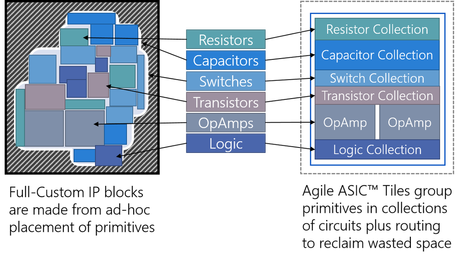 Resistors
Capacitors
Switches
Transistors
OpAmps
Logic
Resistor Collection
Capacitor Collection
Switch Collection
Transistor Collection
OpAmp OpAmp
Logic Collection
Full-Custom IP blocks
are made from ad-hoc
placement of primitives
Agile ASIC™ Tiles group
primitives in collections
of circuits plus routing
to reclaim wasted space